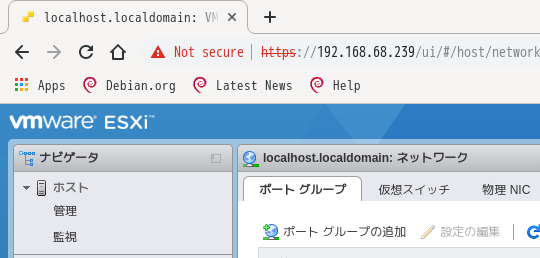 localhost.localdomain: VM
Not secure | https://192.168.68.239/ui/#/host/network
Apps Debian.org Latest News Help
vmware ESXi™
ナビゲータ
localhost.localdomain: ネットワーク
ホスト
管理
監視
ポート グループ 仮想スイッチ 物理 NIC
ポート グループの追加 設定の編集